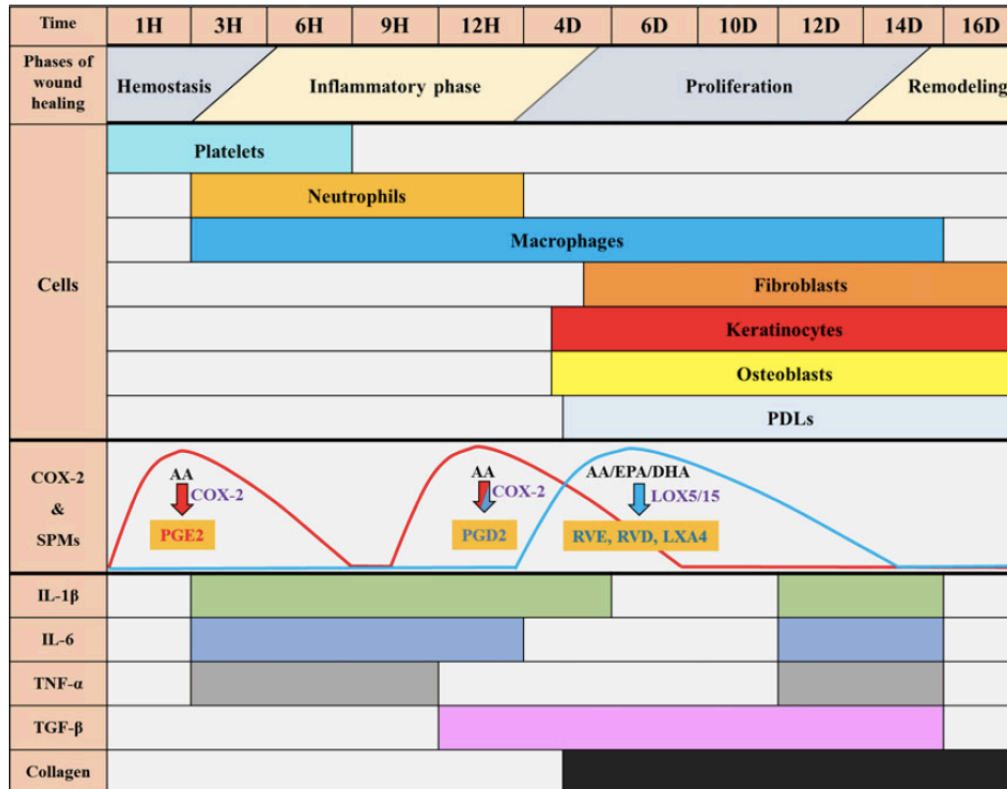 Time 1H 3H 6H 9H 12H 4D 6D 10D 12D 14D 16D
Phases of
wound
healing
Hemostasis Inflammatory phase Proliferation Remodeling
Cells
Platelets
Neutrophils
Macrophages
Fibroblasts
Keratinocytes
Osteoblasts
PDLs
COX-2
&
SPMs
AA AA AA/EPA/DHA
COX-2 COX-2 LOX5/15
PGE2 PGD2 RVE, RVD, LXA4
IL-1β
IL-6
TNF-α
TGF-β
Collagen